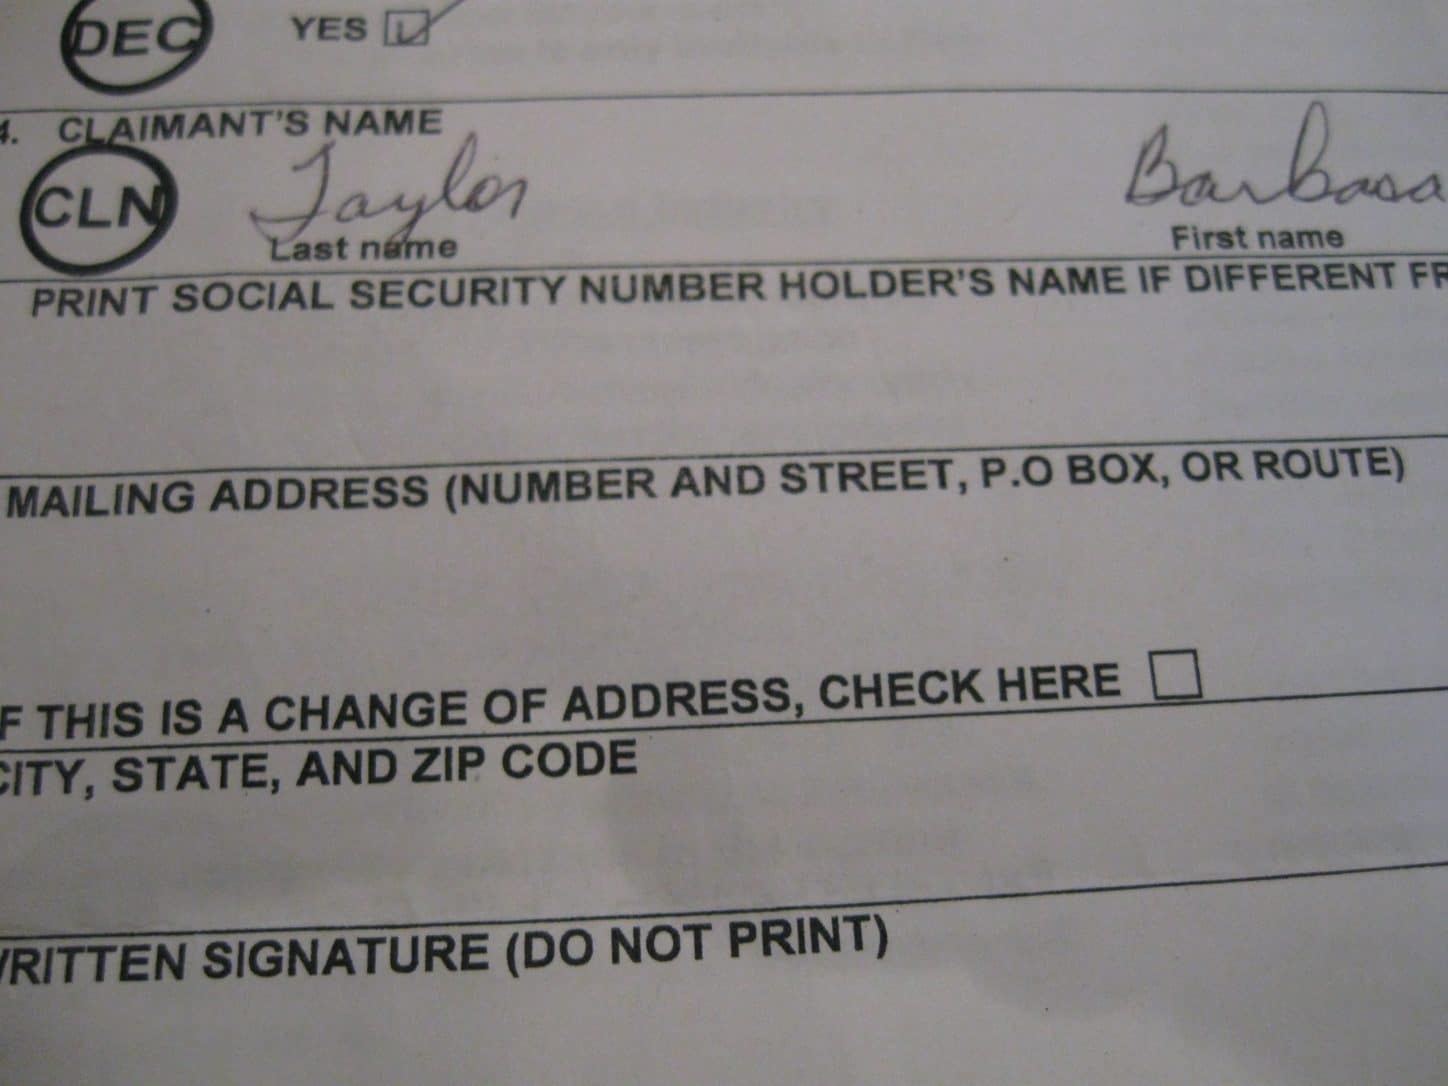 DEC YES
4. CLAIMANT'S NAME
CLN Taylor Barbara
Last name First name
PRINT SOCIAL SECURITY NUMBER HOLDER'S NAME IF DIFFERENT FR
MAILING ADDRESS (NUMBER AND STREET, P.O BOX, OR ROUTE)
F THIS IS A CHANGE OF ADDRESS, CHECK HERE
CITY, STATE, AND ZIP CODE
WRITTEN SIGNATURE (DO NOT PRINT)